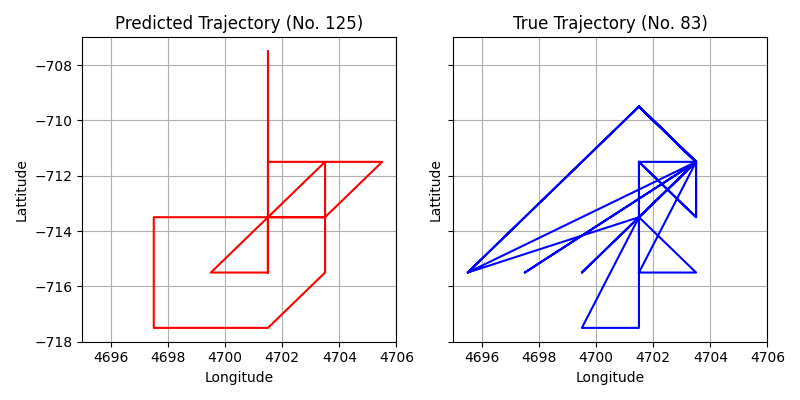 Predicted Trajectory (No. 125)
True Trajectory (No. 83)
Lattitude
−708
−710
−712
−714
−716
−718
4696 4698 4700 4702 4704 4706
Longitude
Lattitude
4696 4698 4700 4702 4704 4706
Longitude